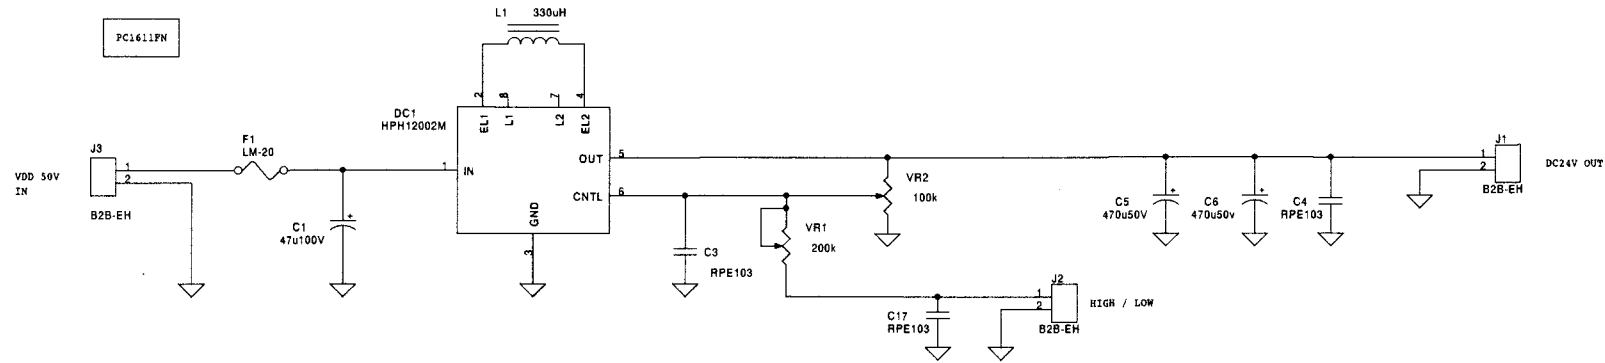 L1 330uH
PC1611FN
2 8 7 4
EL1 L1 L2 EL2
DC1
HPH12002M
F1
LM-20
J3
1
2
VDD 50V
IN
B2B-EH
1 IN
OUT 5
CNTL 6
GND
3
C1
47u100V
VR2
100k
VR1
200k
C3
RPE103
C5
470u50V
C6
470u50v
C4
RPE103
J1
1
2
DC24V OUT
B2B-EH
J2
1
2
HIGH / LOW
B2B-EH
C17
RPE103